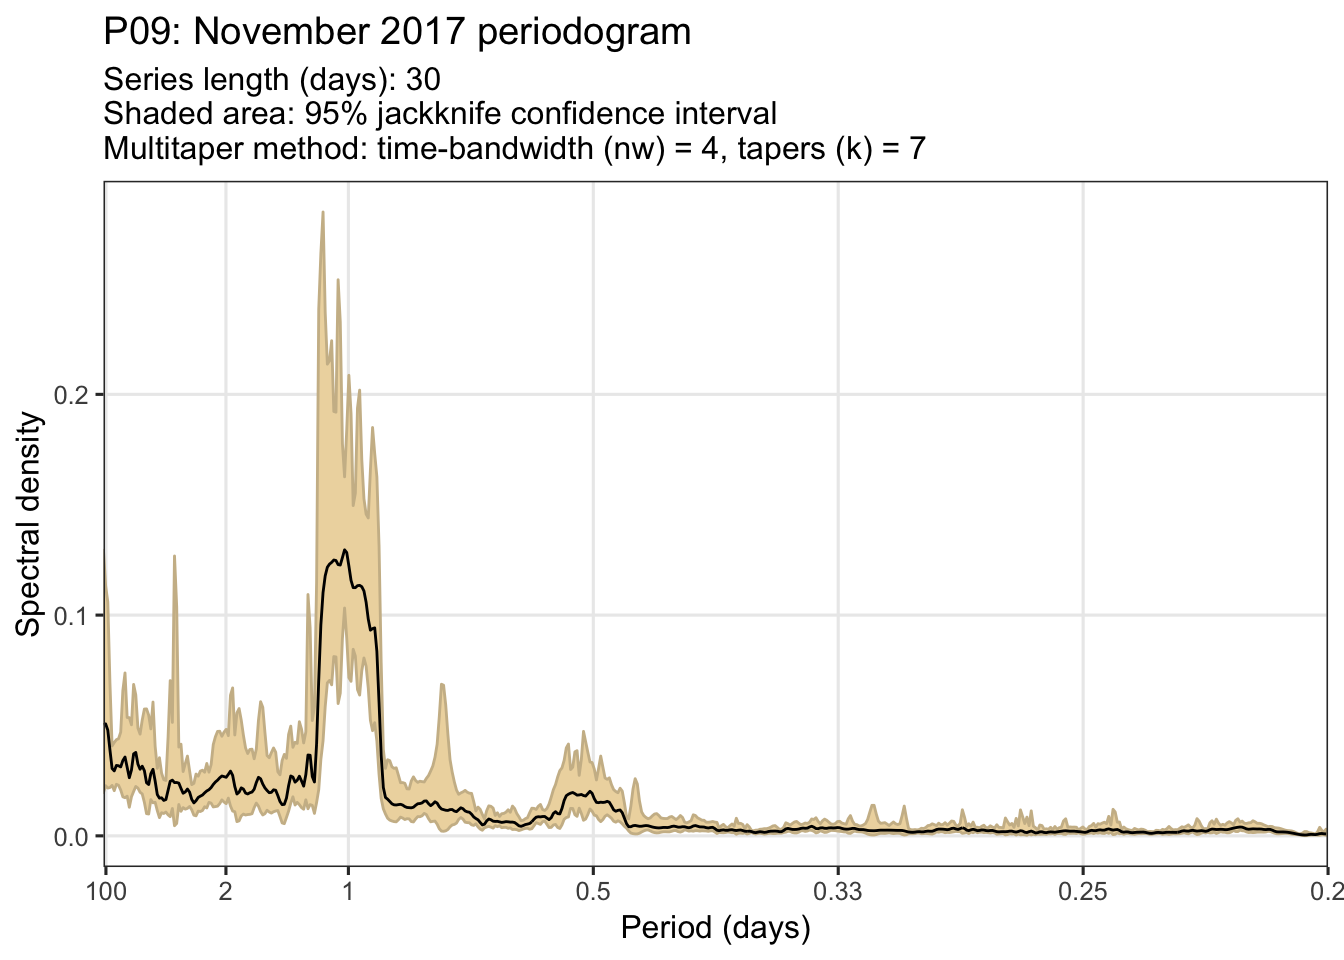 P09: November 2017 periodogram
Series length (days): 30
Shaded area: 95% jackknife confidence interval
Multitaper method: time-bandwidth (nw) = 4, tapers (k) = 7
Spectral density
0.2
0.1
0.0
100 2 1 0.5 0.33 0.25 0.2
Period (days)